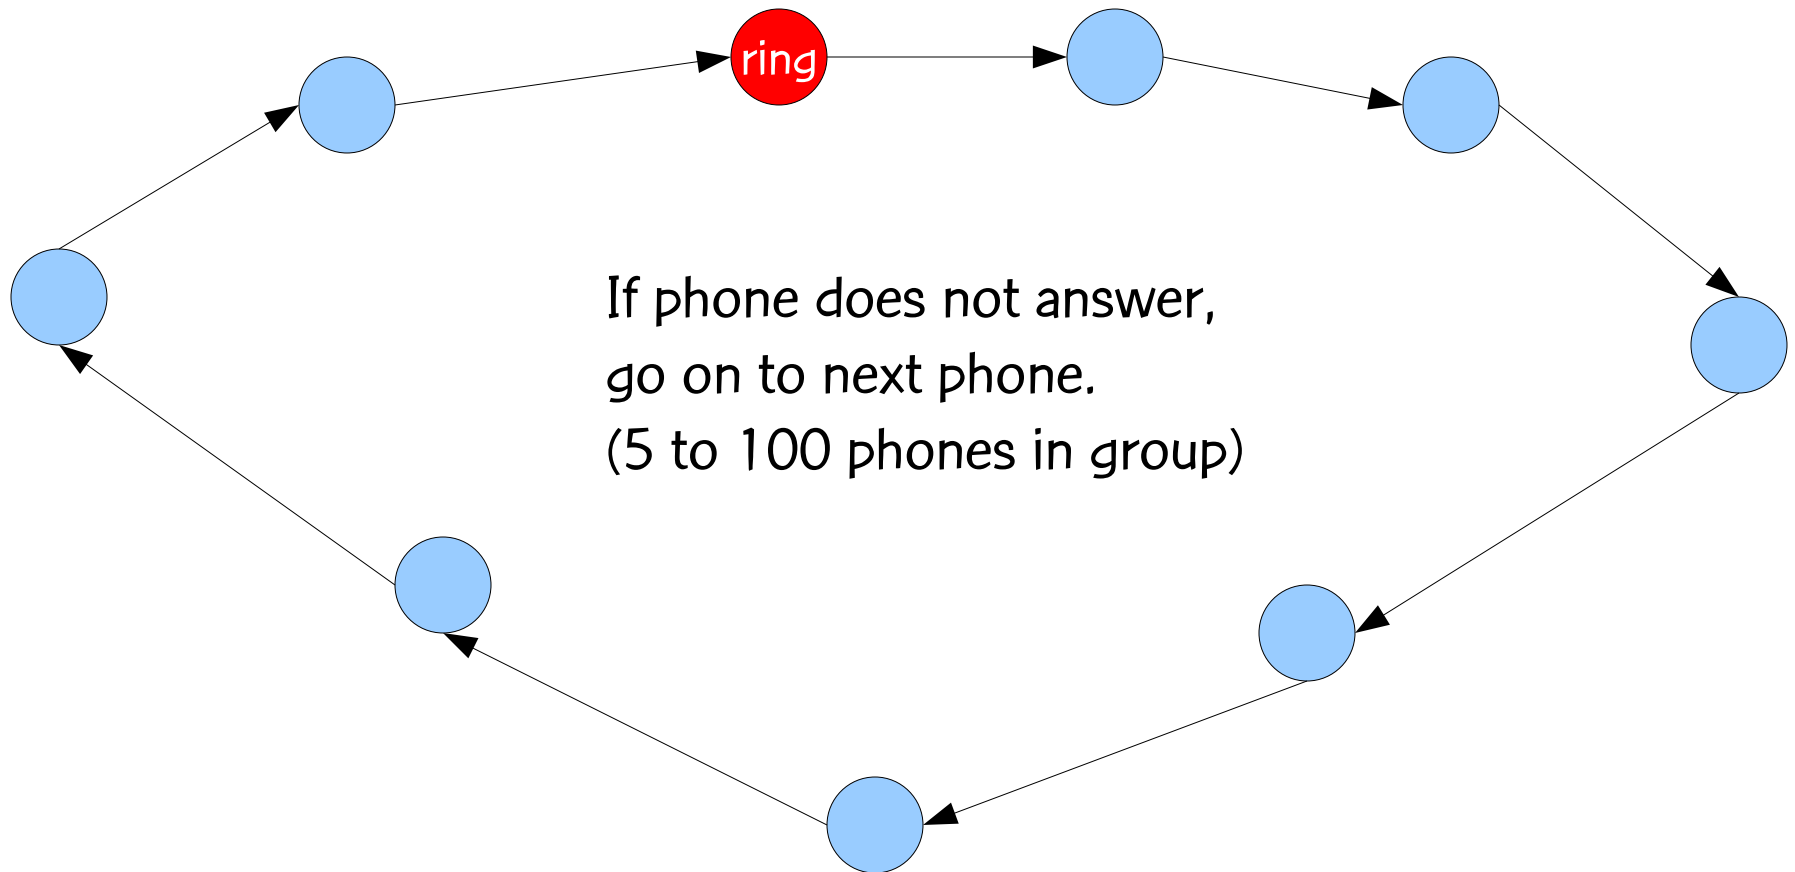 ring
If phone does not answer,
go on to next phone.
(5 to 100 phones in group)